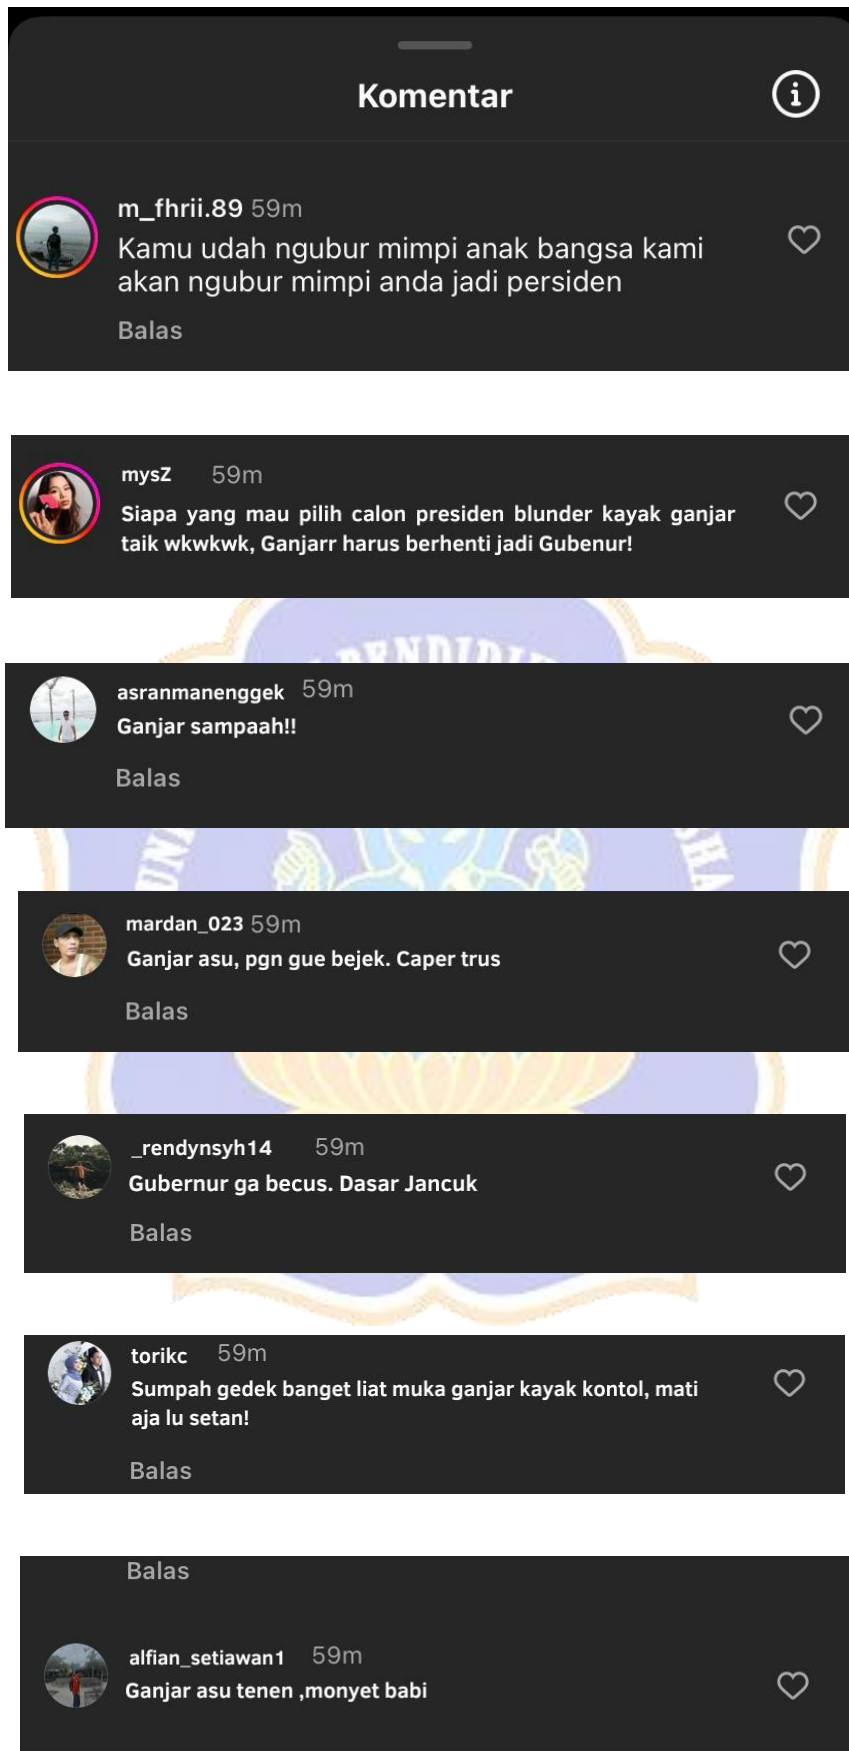 Komentar
m_fhrii.89 59m
Kamu udah ngubur mimpi anak bangsa kami
akan ngubur mimpi anda jadi persiden
Balas
mysZ 59m
Siapa yang mau pilih calon presiden blunder kayak ganjar
taik wkwkwk, Ganjarr harus berhenti jadi Gubenur!
asranmanenggek 59m
Ganjar sampaah!!
Balas
mardan_023 59m
Ganjar asu, pgn gue bejek. Caper trus
Balas
_rendynsyh14 59m
Gubernur ga becus. Dasar Jancuk
Balas
torikc 59m
Sumpah gedek banget liat muka ganjar kayak kontol, mati
aja lu setan!
Balas
Balas
alfian_setiawan1 59m
Ganjar asu tenen ,monyet babi